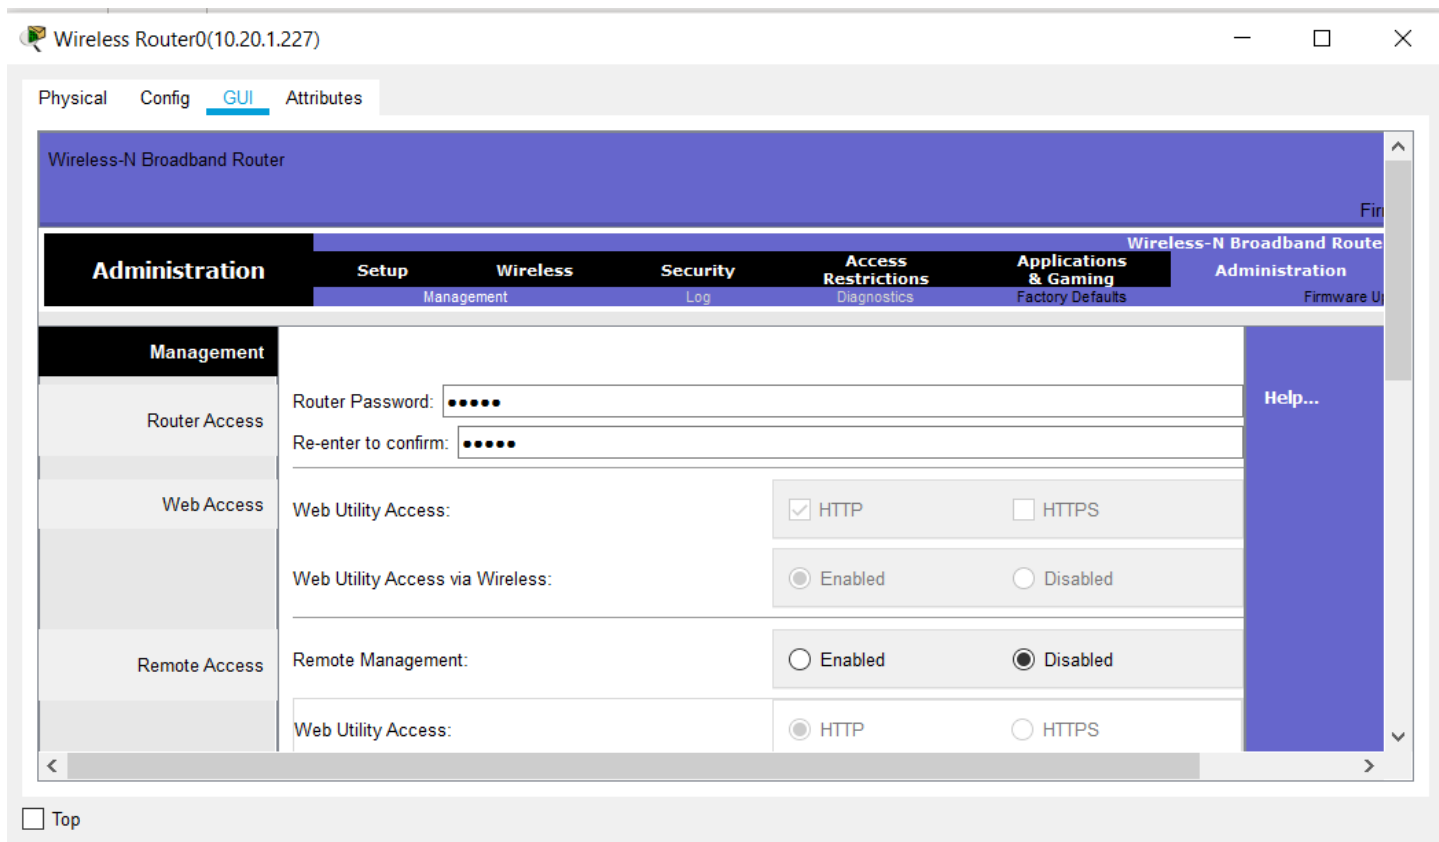 Wireless Router0(10.20.1.227)
Physical Config GUI Attributes
Wireless-N Broadband Router
Fir
Wireless-N Broadband Route
Administration
Setup Wireless Security Access Restrictions Applications & Gaming Administration
Management Log Diagnostics Factory Defaults Firmware U
Management
Help...
Router Access
Router Password: •••••
Re-enter to confirm: •••••
Web Access
Web Utility Access: HTTP HTTPS
Web Utility Access via Wireless: Enabled Disabled
Remote Access
Remote Management: Enabled Disabled
Web Utility Access: HTTP HTTPS
Top